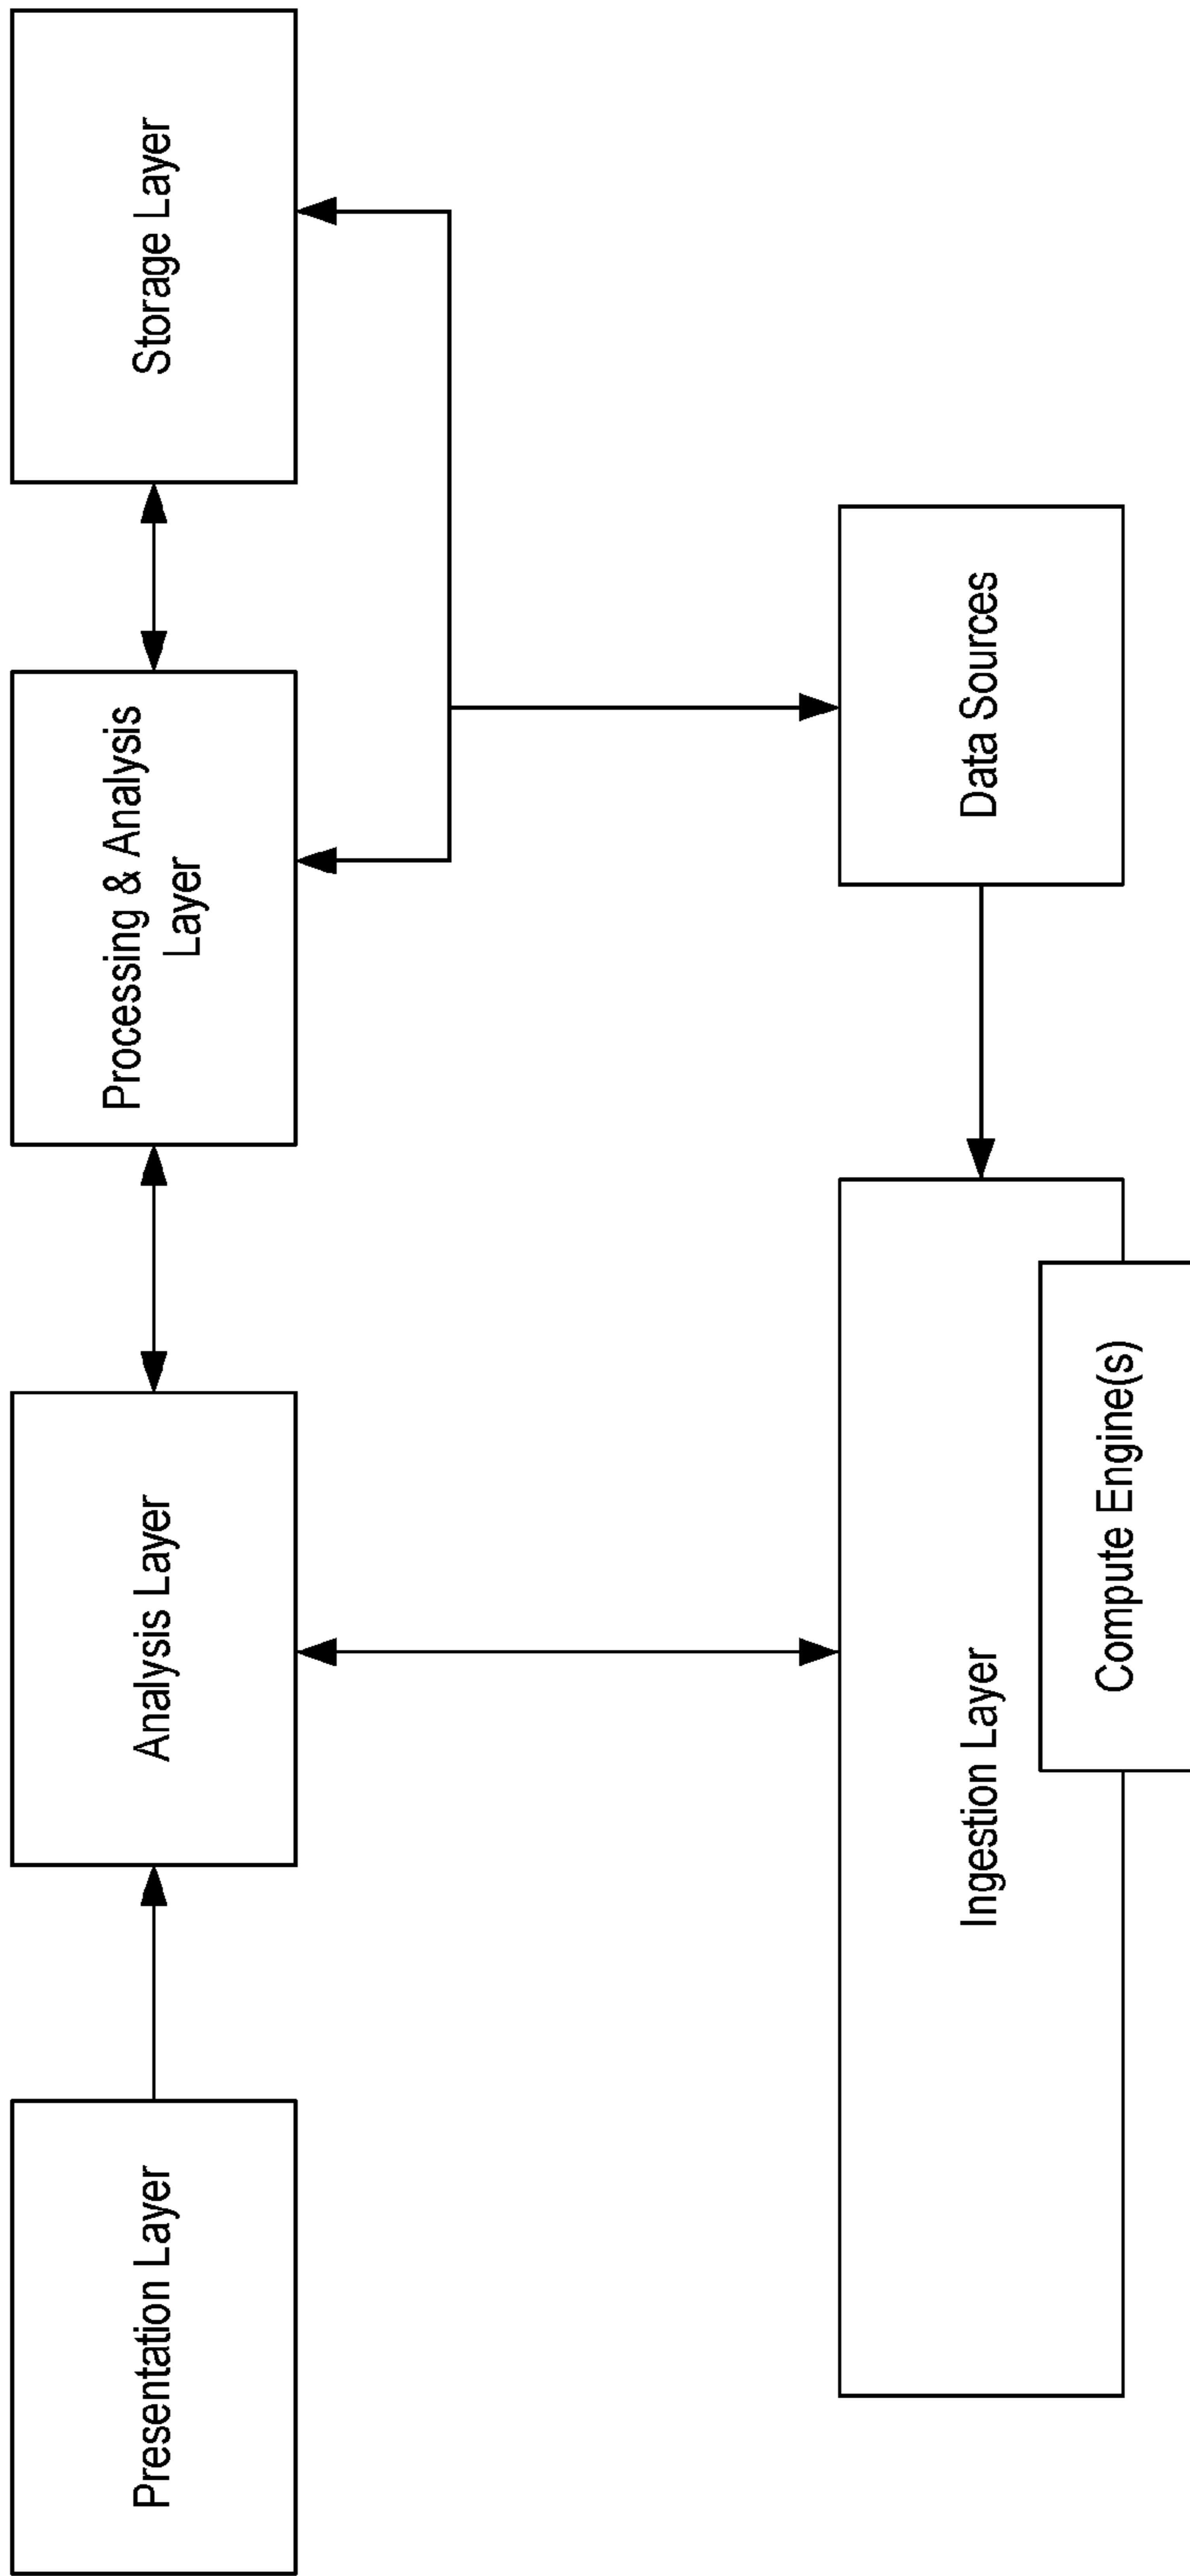 Presentation Layer
Analysis Layer
Processing & Analysis
Layer
Storage Layer
Ingestion Layer
Data Sources
Compute Engine(s)